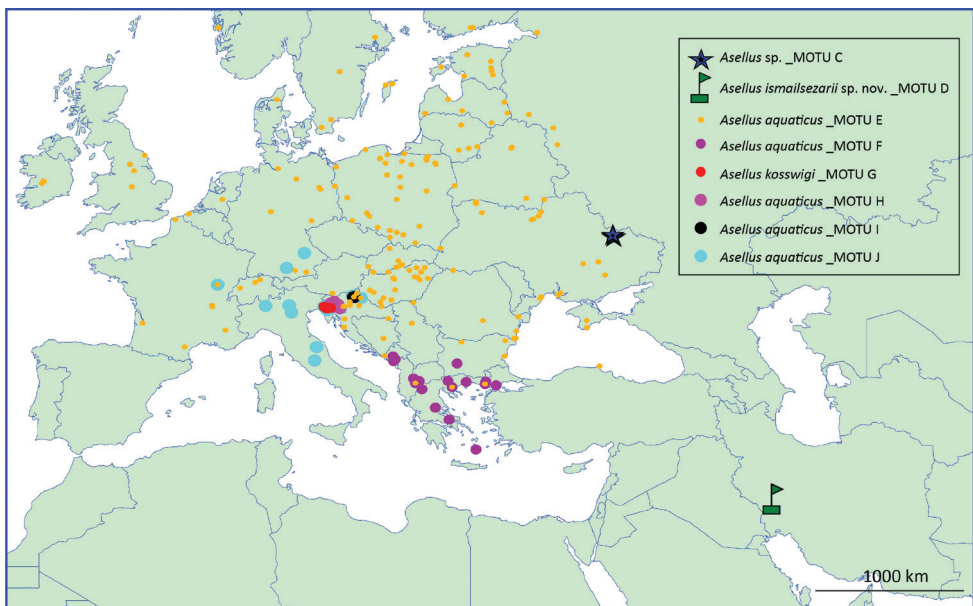 Asellus sp. _MOTU C
Asellus ismailsezarii sp. nov. _MOTU D
Asellus aquaticus _MOTU E
Asellus aquaticus _MOTU F
Asellus kosswigi _MOTU G
Asellus aquaticus _MOTU H
Asellus aquaticus _MOTU I
Asellus aquaticus _MOTU J
1000 km